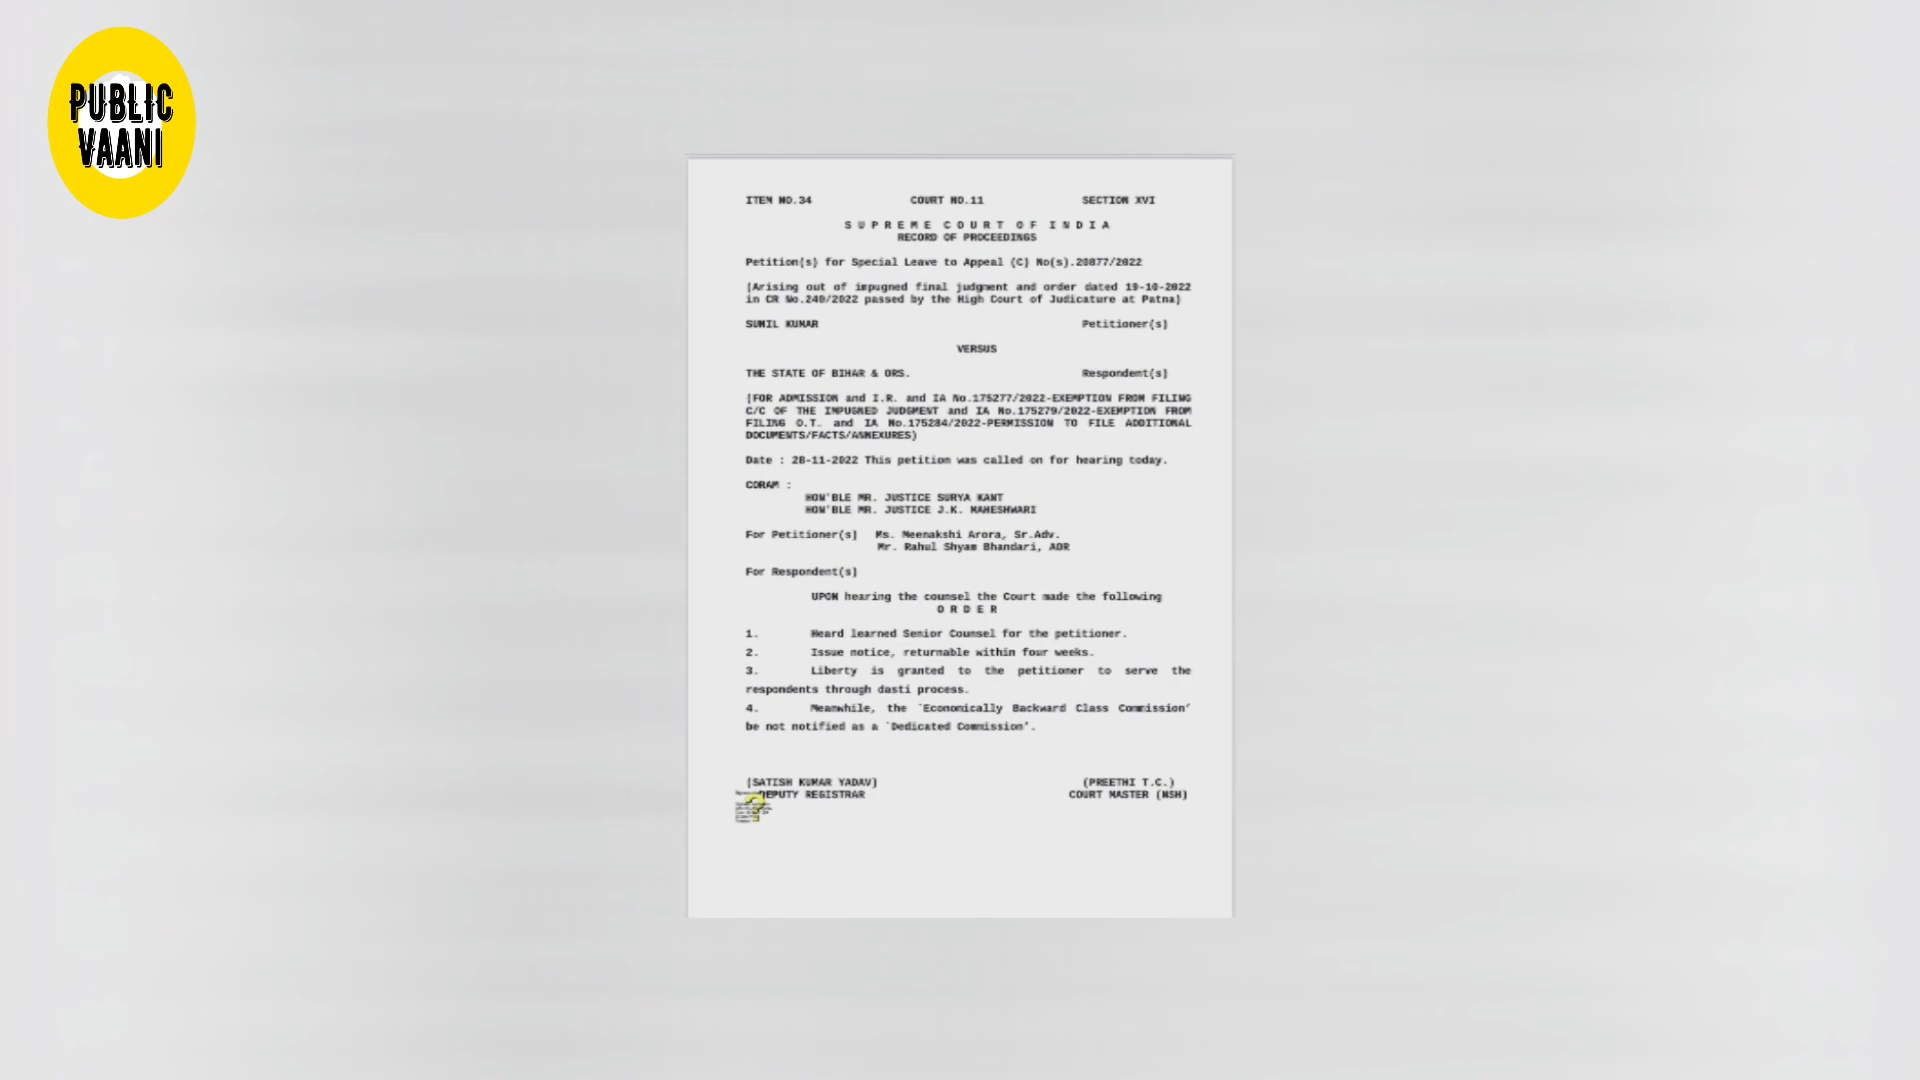 PUBLIC
VAANI
ITEM NO.34 COURT NO.11 SECTION XVI
S U P R E M E C O U R T O F I N D I A
RECORD OF PROCEEDINGS
Petition(s) for Special Leave to Appeal (C) No(s).20877/2022
(Arising out of impugned final judgment and order dated 19-10-2022
in CR No.240/2022 passed by the High Court of Judicature at Patna)
SUNIL KUMAR Petitioner(s)
VERSUS
THE STATE OF BIHAR & ORS. Respondent(s)
(FOR ADMISSION and I.R. and IA No.175277/2022-EXEMPTION FROM FILING
C/C OF THE IMPUGNED JUDGMENT and IA No.175279/2022-EXEMPTION FROM
FILING O.T. and IA No.175284/2022-PERMISSION TO FILE ADDITIONAL
DOCUMENTS/FACTS/ANNEXURES)
Date : 28-11-2022 This petition was called on for hearing today.
CORAM :
HON'BLE MR. JUSTICE SURYA KANT
HON'BLE MR. JUSTICE J.K. MAHESHWARI
For Petitioner(s) Ms. Meenakshi Arora, Sr.Adv.
Mr. Rahul Shyam Bhandari, AOR
For Respondent(s)
UPON hearing the counsel the Court made the following
O R D E R
1. Heard learned Senior Counsel for the petitioner.
2. Issue notice, returnable within four weeks.
3. Liberty is granted to the petitioner to serve the
respondents through dasti process.
4. Meanwhile, the `Economically Backward Class Commission’
be not notified as a `Dedicated Commission’.
(SATISH KUMAR YADAV) (PREETHI T.C.)
DEPUTY REGISTRAR COURT MASTER (NSH)